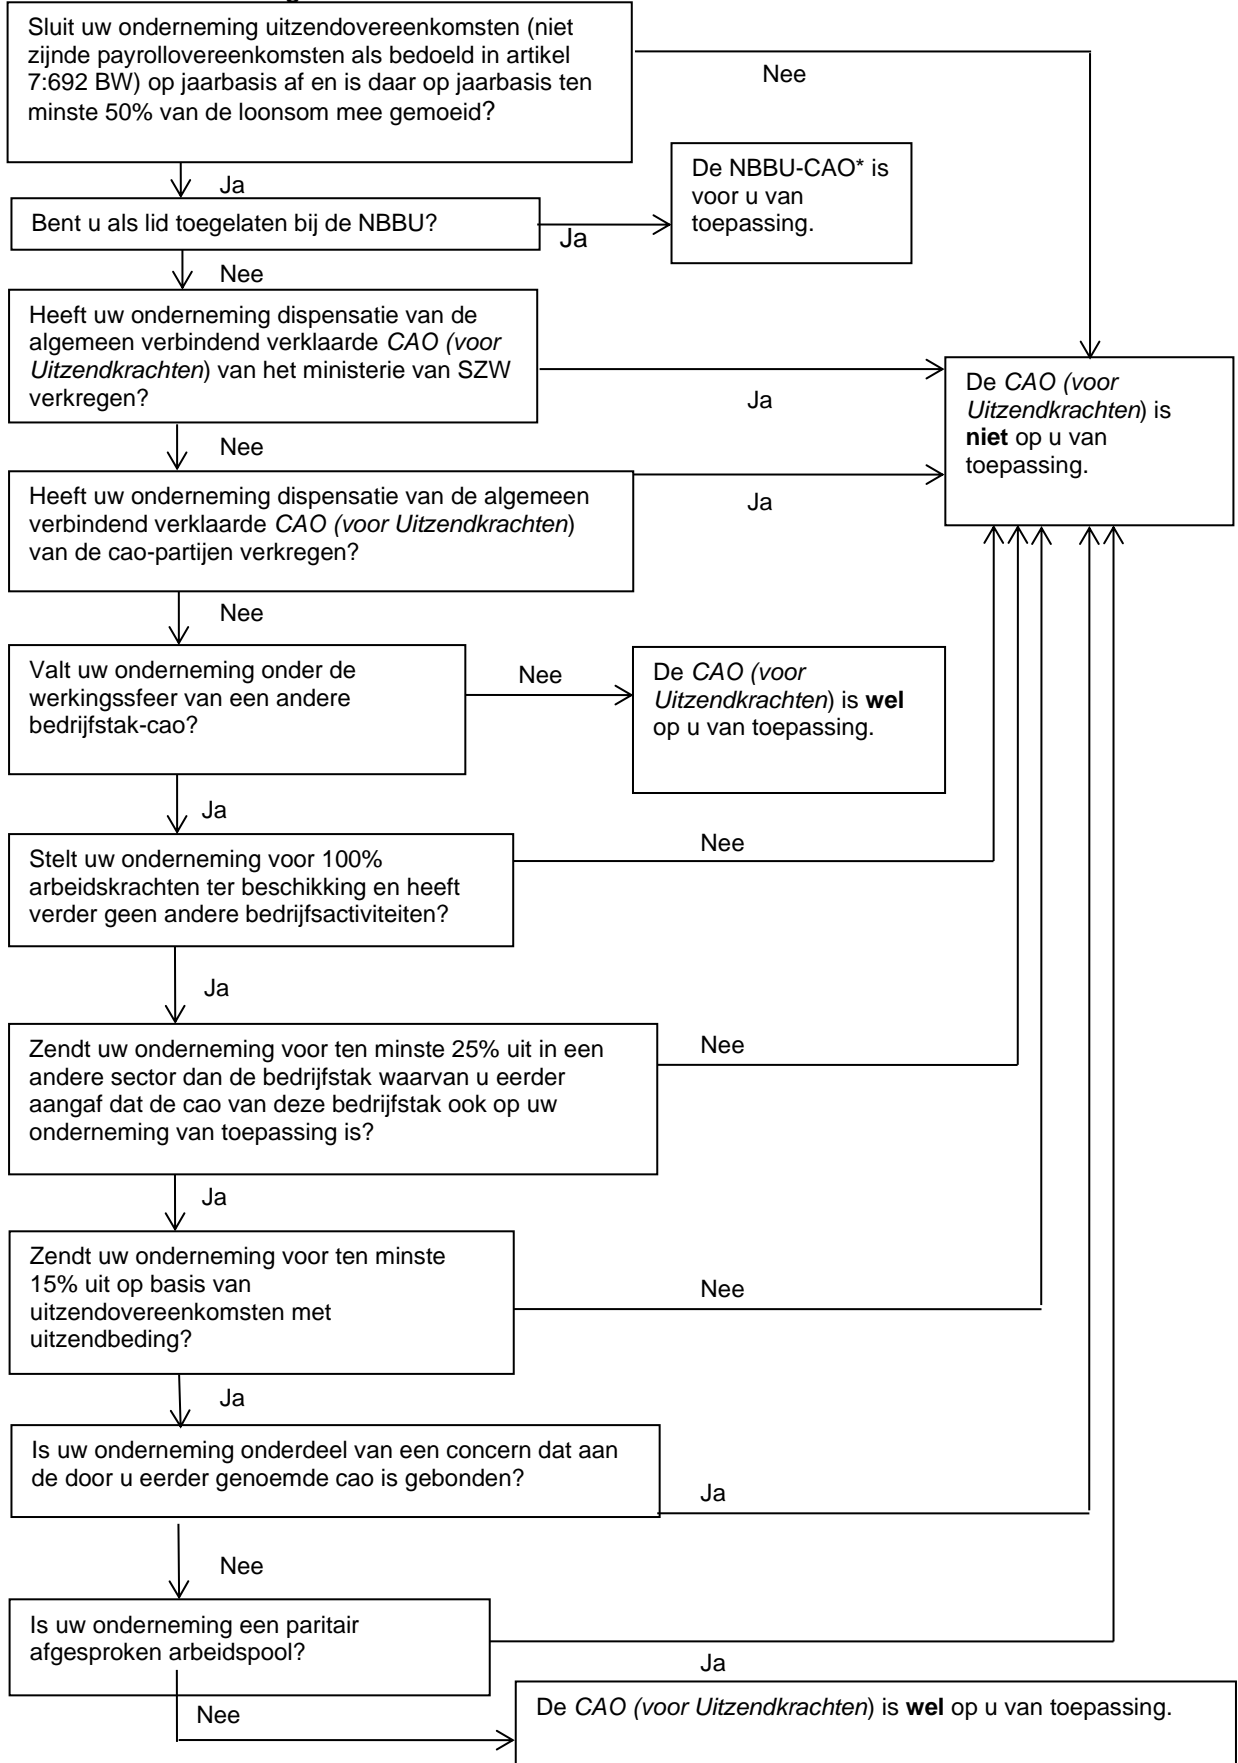 Sluit uw onderneming uitzendovereenkomsten (niet
zijnde payrollovereenkomsten als bedoeld in artikel
7:692 BW) op jaarbasis af en is daar op jaarbasis ten
minste 50% van de loonsom mee gemoeid?
Nee
Ja
De NBBU-CAO* is
voor u van
toepassing.
Bent u als lid toegelaten bij de NBBU?
Ja
Nee
Heeft uw onderneming dispensatie van de
algemeen verbindend verklaarde CAO (voor
Uitzendkrachten) van het ministerie van SZW
verkregen?
Ja
De CAO (voor
Uitzendkrachten) is
niet op u van
toepassing.
Nee
Heeft uw onderneming dispensatie van de algemeen
verbindend verklaarde CAO (voor Uitzendkrachten)
van de cao-partijen verkregen?
Ja
Nee
Valt uw onderneming onder de
werkingssfeer van een andere
bedrijfstak-cao?
Nee
De CAO (voor
Uitzendkrachten) is wel
op u van toepassing.
Ja
Stelt uw onderneming voor 100%
arbeidskrachten ter beschikking en heeft
verder geen andere bedrijfsactiviteiten?
Nee
Ja
Zendt uw onderneming voor ten minste 25% uit in een
andere sector dan de bedrijfstak waarvan u eerder
aangaf dat de cao van deze bedrijfstak ook op uw
onderneming van toepassing is?
Nee
Ja
Zendt uw onderneming voor ten minste
15% uit op basis van
uitzendovereenkomsten met
uitzendbeding?
Nee
Ja
Is uw onderneming onderdeel van een concern dat aan
de door u eerder genoemde cao is gebonden?
Ja
Nee
Is uw onderneming een paritair
afgesproken arbeidspool?
Ja
Nee
De CAO (voor Uitzendkrachten) is wel op u van toepassing.